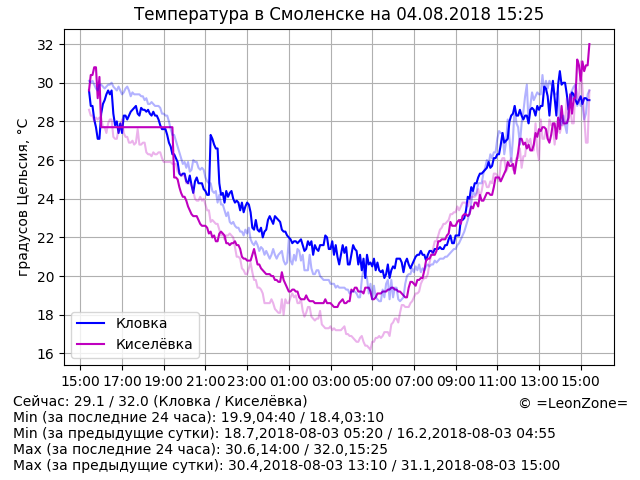 Температура в Смоленске на 04.08.2018 15:25
градусов Цельсия, °C
32
30
28
26
24
22
20
18
16
Кловка
Киселёвка
15:00 17:00 19:00 21:00 23:00 01:00 03:00 05:00 07:00 09:00 11:00 13:00 15:00
Сейчас: 29.1 / 32.0 (Кловка / Киселёвка)
© =LeonZone=
Min (за последние 24 часа): 19.9,04:40 / 18.4,03:10
Min (за предыдущие сутки): 18.7,2018-08-03 05:20 / 16.2,2018-08-03 04:55
Max (за последние 24 часа): 30.6,14:00 / 32.0,15:25
Max (за предыдущие сутки): 30.4,2018-08-03 13:10 / 31.1,2018-08-03 15:00